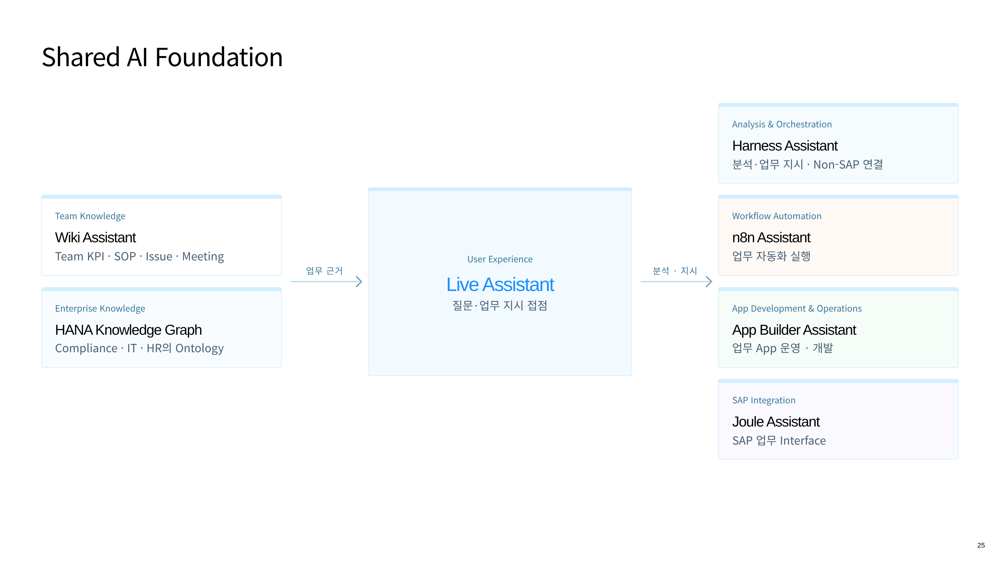 Shared AI Foundation
Team Knowledge
Wiki Assistant
Team KPI · SOP · Issue · Meeting
Enterprise Knowledge
HANA Knowledge Graph
Compliance · IT · HR의 Ontology
업무 근거
User Experience
Live Assistant
질문·업무 지시 접점
분석 · 지시
Analysis & Orchestration
Harness Assistant
분석·업무 지시 · Non-SAP 연결
Workflow Automation
n8n Assistant
업무 자동화 실행
App Development & Operations
App Builder Assistant
업무 App 운영 · 개발
SAP Integration
Joule Assistant
SAP 업무 Interface
25